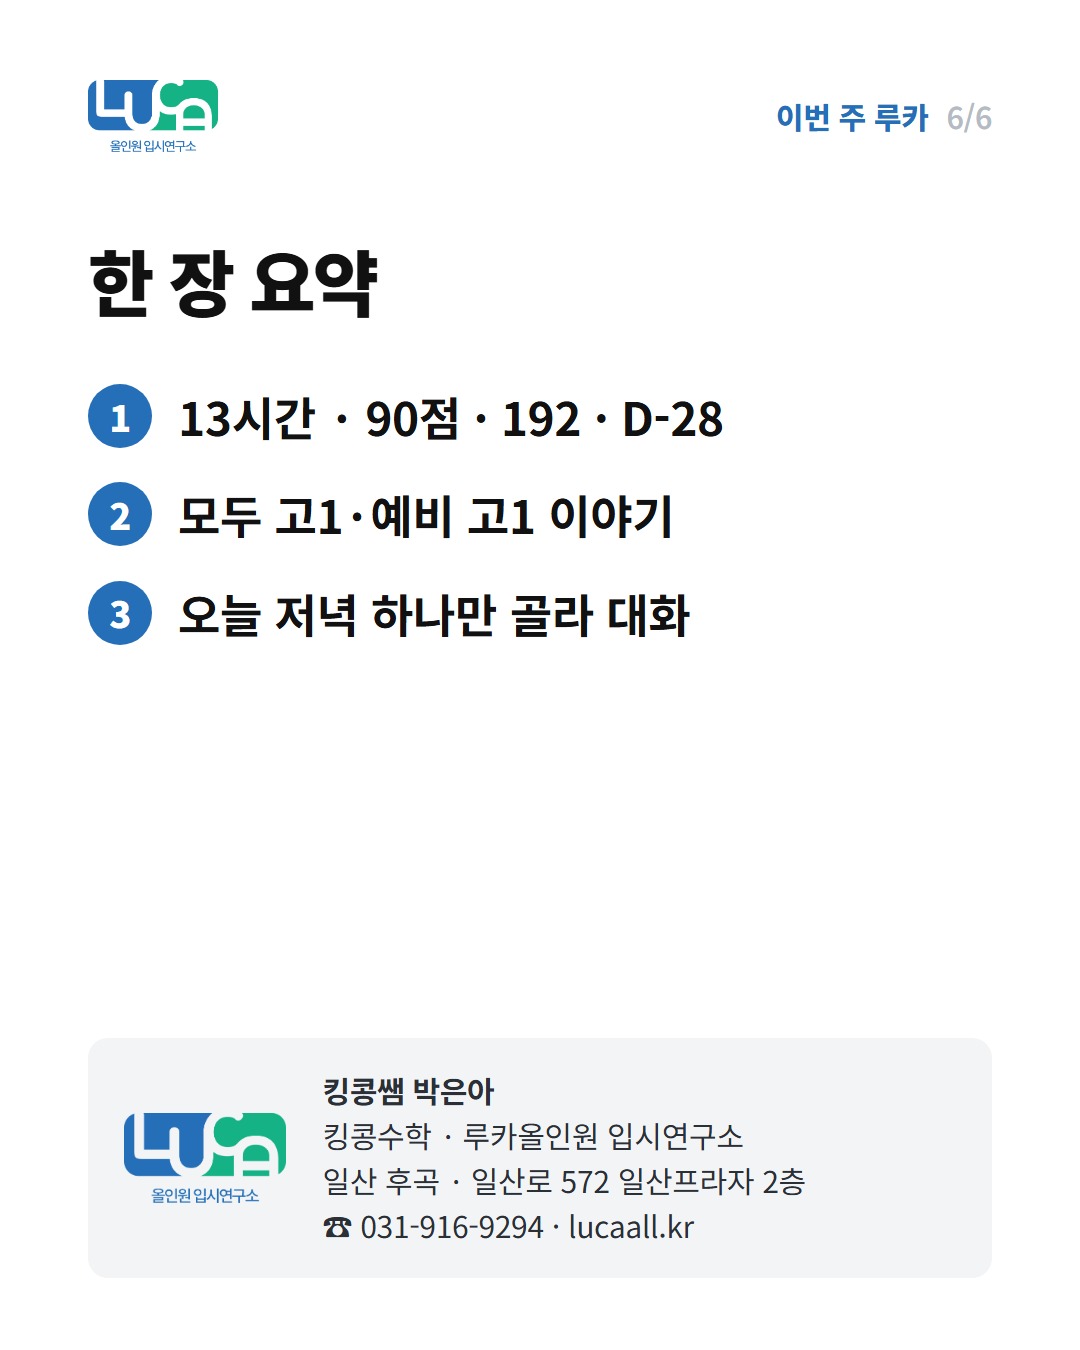 LUCA
올인원 입시연구소
이번 주 루카 6/6
한 장 요약
1 13시간 · 90점 · 192 · D-28
2 모두 고1·예비 고1 이야기
3 오늘 저녁 하나만 골라 대화
LUCA
올인원 입시연구소
킹콩쌤 박은아
킹콩수학 · 루카올인원 입시연구소
일산 후곡 · 일산로 572 일산프라자 2층
☎ 031-916-9294 · lucaall.kr